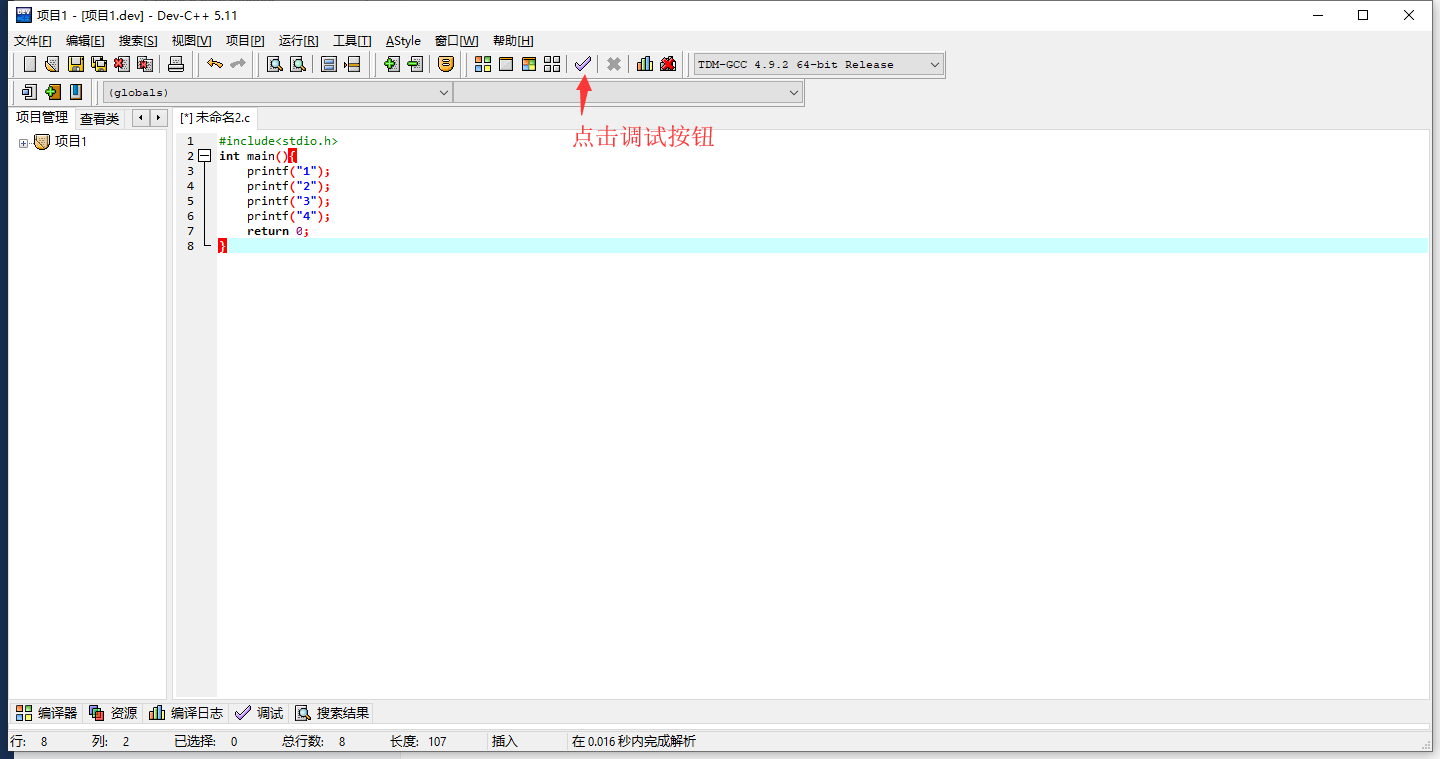 项目1 - [项目1.dev] - Dev-C++ 5.11
文件[F] 编辑[E] 搜索[S] 视图[V] 项目[P] 运行[R] 工具[T] AStyle 窗口[W] 帮助[H]
TDM-GCC 4.9.2 64-bit Release
(globals)
项目管理 查看类 [*] 未命名2.c
点击调试按钮
项目1
1 #include<stdio.h>
2 int main(){
3 printf("1");
4 printf("2");
5 printf("3");
6 printf("4");
7 return 0;
8 }
编译器 资源 编译日志 调试 搜索结果
行: 8 列: 2 已选择: 0 总行数: 8 长度: 107 插入 在 0.016 秒内完成解析